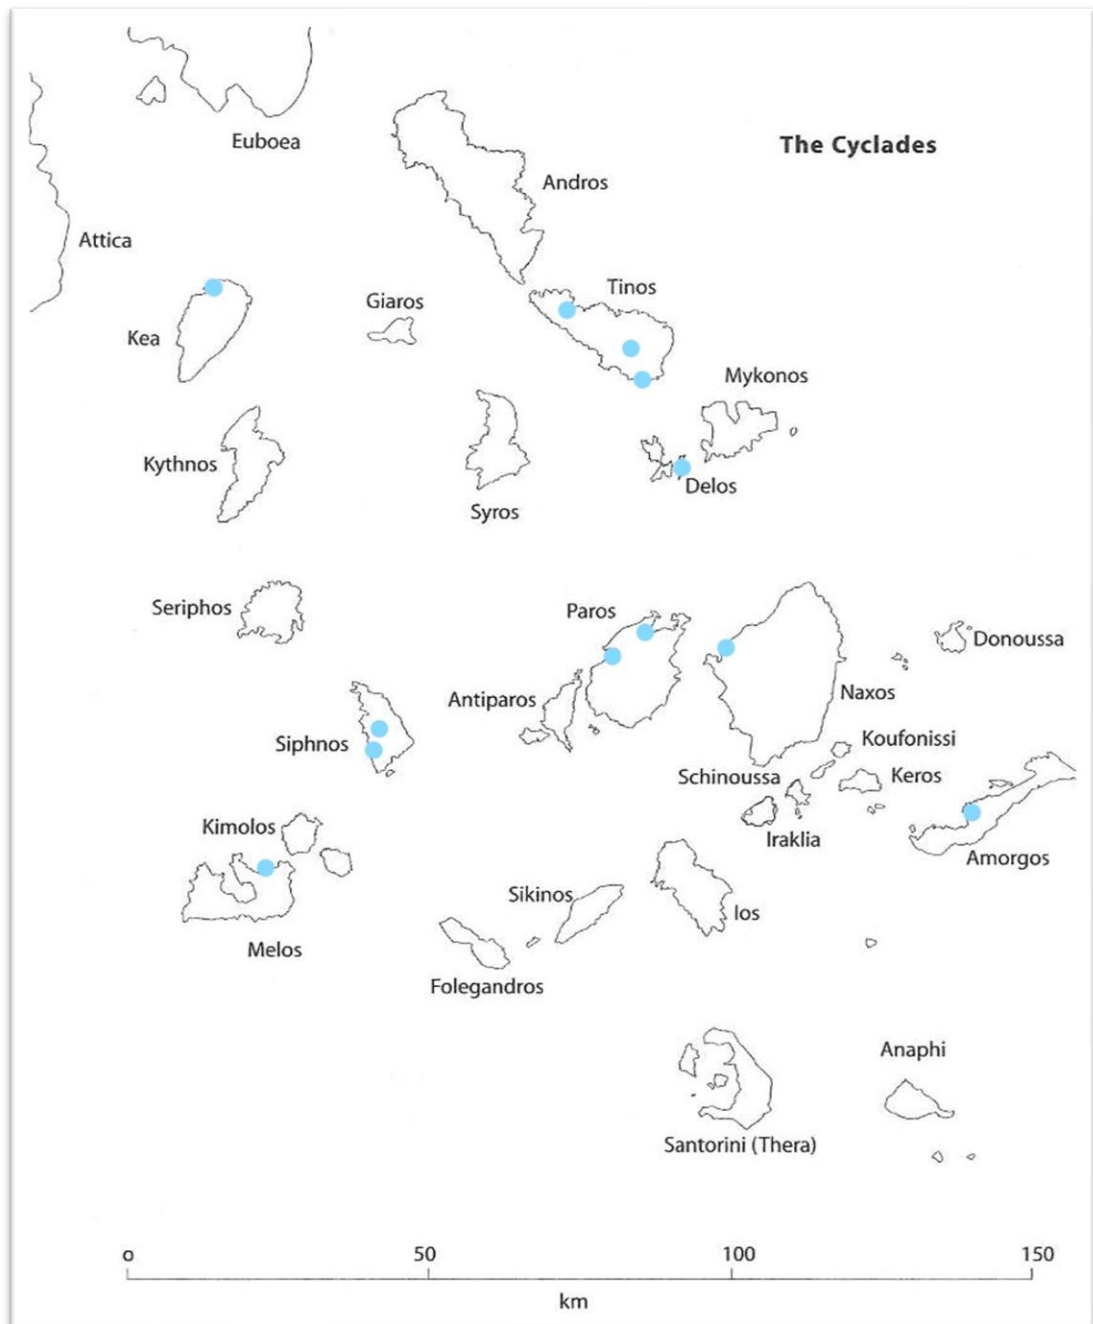 Euboea
The Cyclades
Andros
Attica
Tinos
Giaros
Kea
Mykonos
Kythnos
Delos
Syros
Seriphos
Paros
Donoussa
Antiparos
Naxos
Siphnos
Koufonissi
Schinoussa
Keros
Kimolos
Iraklia
Amorgos
Sikinos
Ios
Melos
Folegandros
Anaphi
Santorini (Thera)
o 50 100 150
km